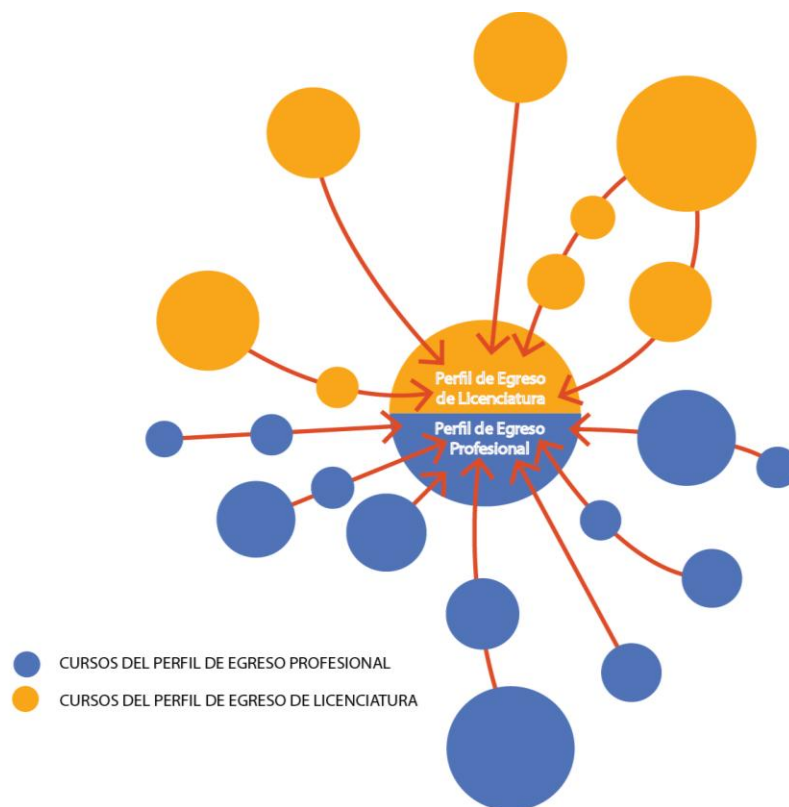 Perfil de Egreso
de Licenciatura
Perfil de Egreso
Profesional
CURSOS DEL PERFIL DE EGRESO PROFESIONAL
CURSOS DEL PERFIL DE EGRESO DE LICENCIATURA